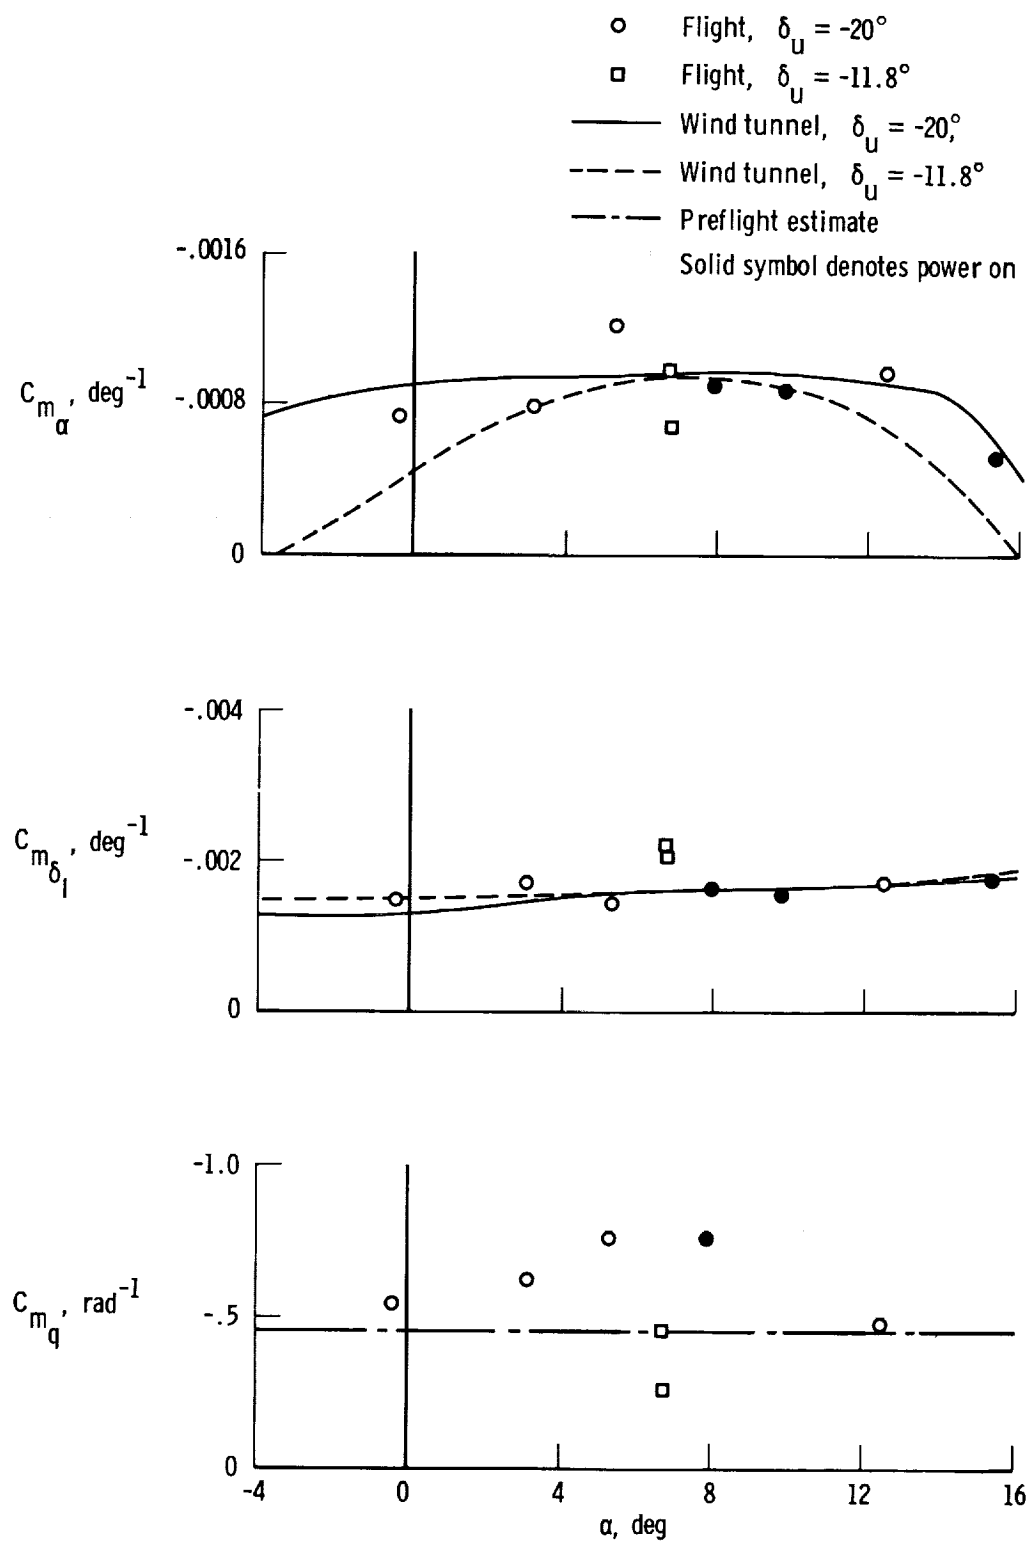 Flight, δu = -20°
Flight, δu = -11.8°
Wind tunnel, δu = -20,°
Wind tunnel, δu = -11.8°
Preflight estimate
Solid symbol denotes power on
-.0016
Cmα, deg-1
-.0008
0
-.004
Cmδl, deg-1
-.002
0
-1.0
Cmq, rad-1
-.5
0
-4 0 4 8 12 16
α, deg